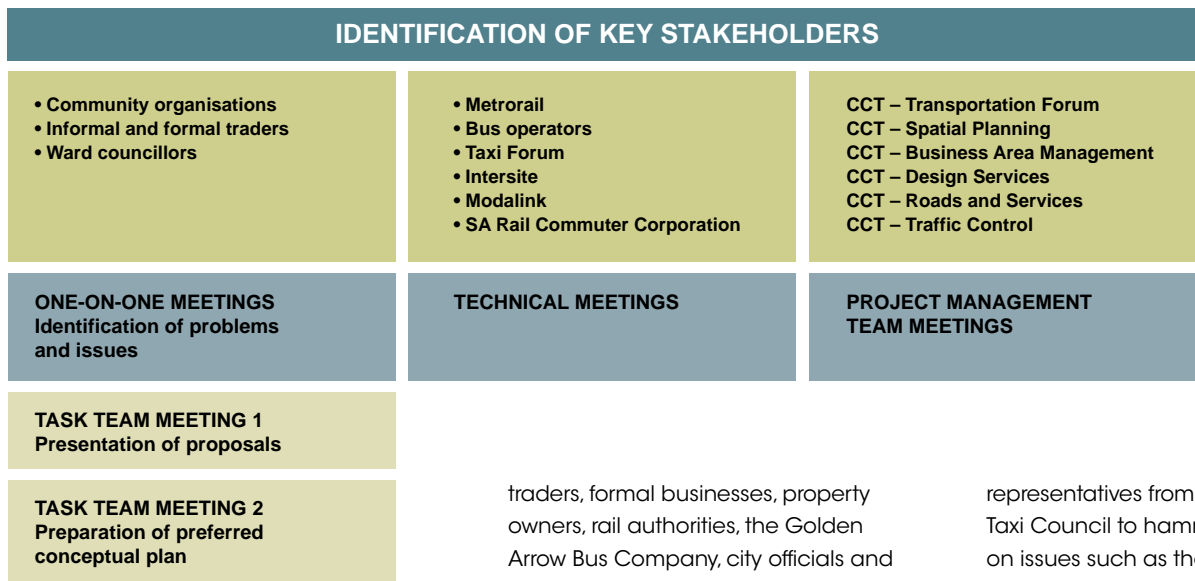 IDENTIFICATION OF KEY STAKEHOLDERS
• Community organisations
• Informal and formal traders
• Ward councillors
• Metrorail
• Bus operators
• Taxi Forum
• Intersite
• Modalink
• SA Rail Commuter Corporation
CCT – Transportation Forum
CCT – Spatial Planning
CCT – Business Area Management
CCT – Design Services
CCT – Roads and Services
CCT – Traffic Control
ONE-ON-ONE MEETINGS
Identification of problems
and issues
TECHNICAL MEETINGS
PROJECT MANAGEMENT
TEAM MEETINGS
TASK TEAM MEETING 1
Presentation of proposals
TASK TEAM MEETING 2
Preparation of preferred
conceptual plan
traders, formal businesses, property
owners, rail authorities, the Golden
Arrow Bus Company, city officials and
representatives from
Taxi Council to
on issues such as